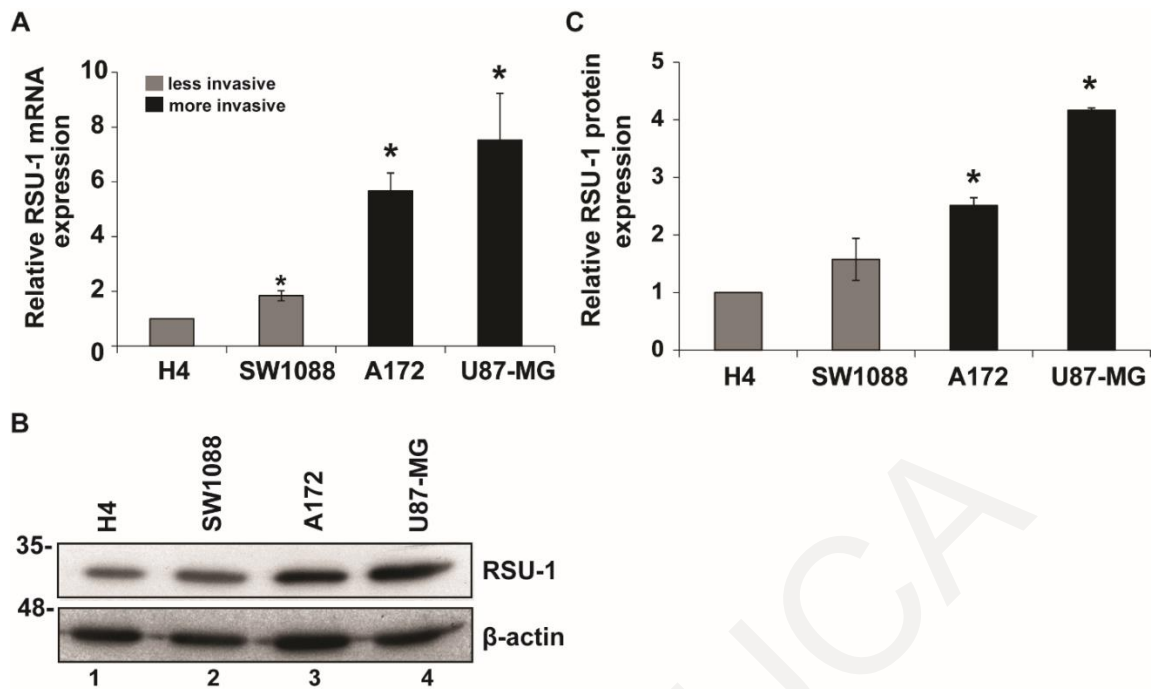 A
Relative RSU-1 mRNA
expression
10
8
6
4
2
0
less invasive
more invasive
*
*
*
H4 SW1088 A172 U87-MG
C
Relative RSU-1 protein
expression
5
4
3
2
1
0
*
*
H4 SW1088 A172 U87-MG
B
H4 SW1088 A172 U87-MG
35-
RSU-1
48-
β-actin
1 2 3 4